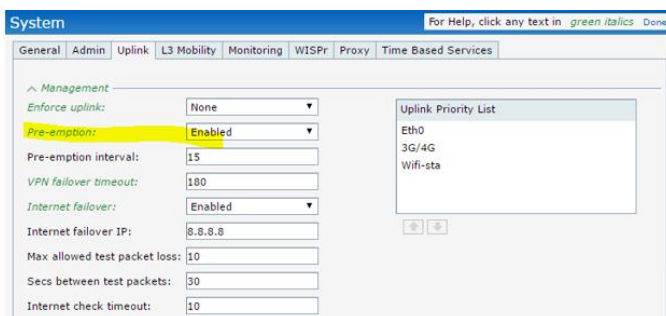 System
For Help, click any text in green italics Done
General Admin Uplink L3 Mobility Monitoring WISPr Proxy Time Based Services
Management
Enforce uplink: None
Pre-emption: Enabled
Pre-emption interval: 15
VPN failover timeout: 180
Internet failover: Enabled
Internet failover IP: 8.8.8.8
Max allowed test packet loss: 10
Secs between test packets: 30
Internet check timeout: 10
Uplink Priority List
Eth0
3G/4G
Wifi-sta